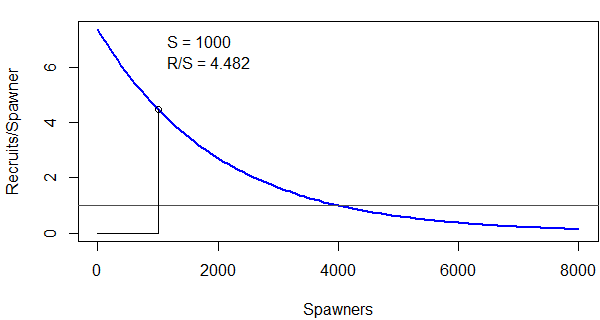 S = 1000
R/S = 4.482
Recruits/Spawner
6
4
2
0
0 2000 4000 6000 8000
Spawners